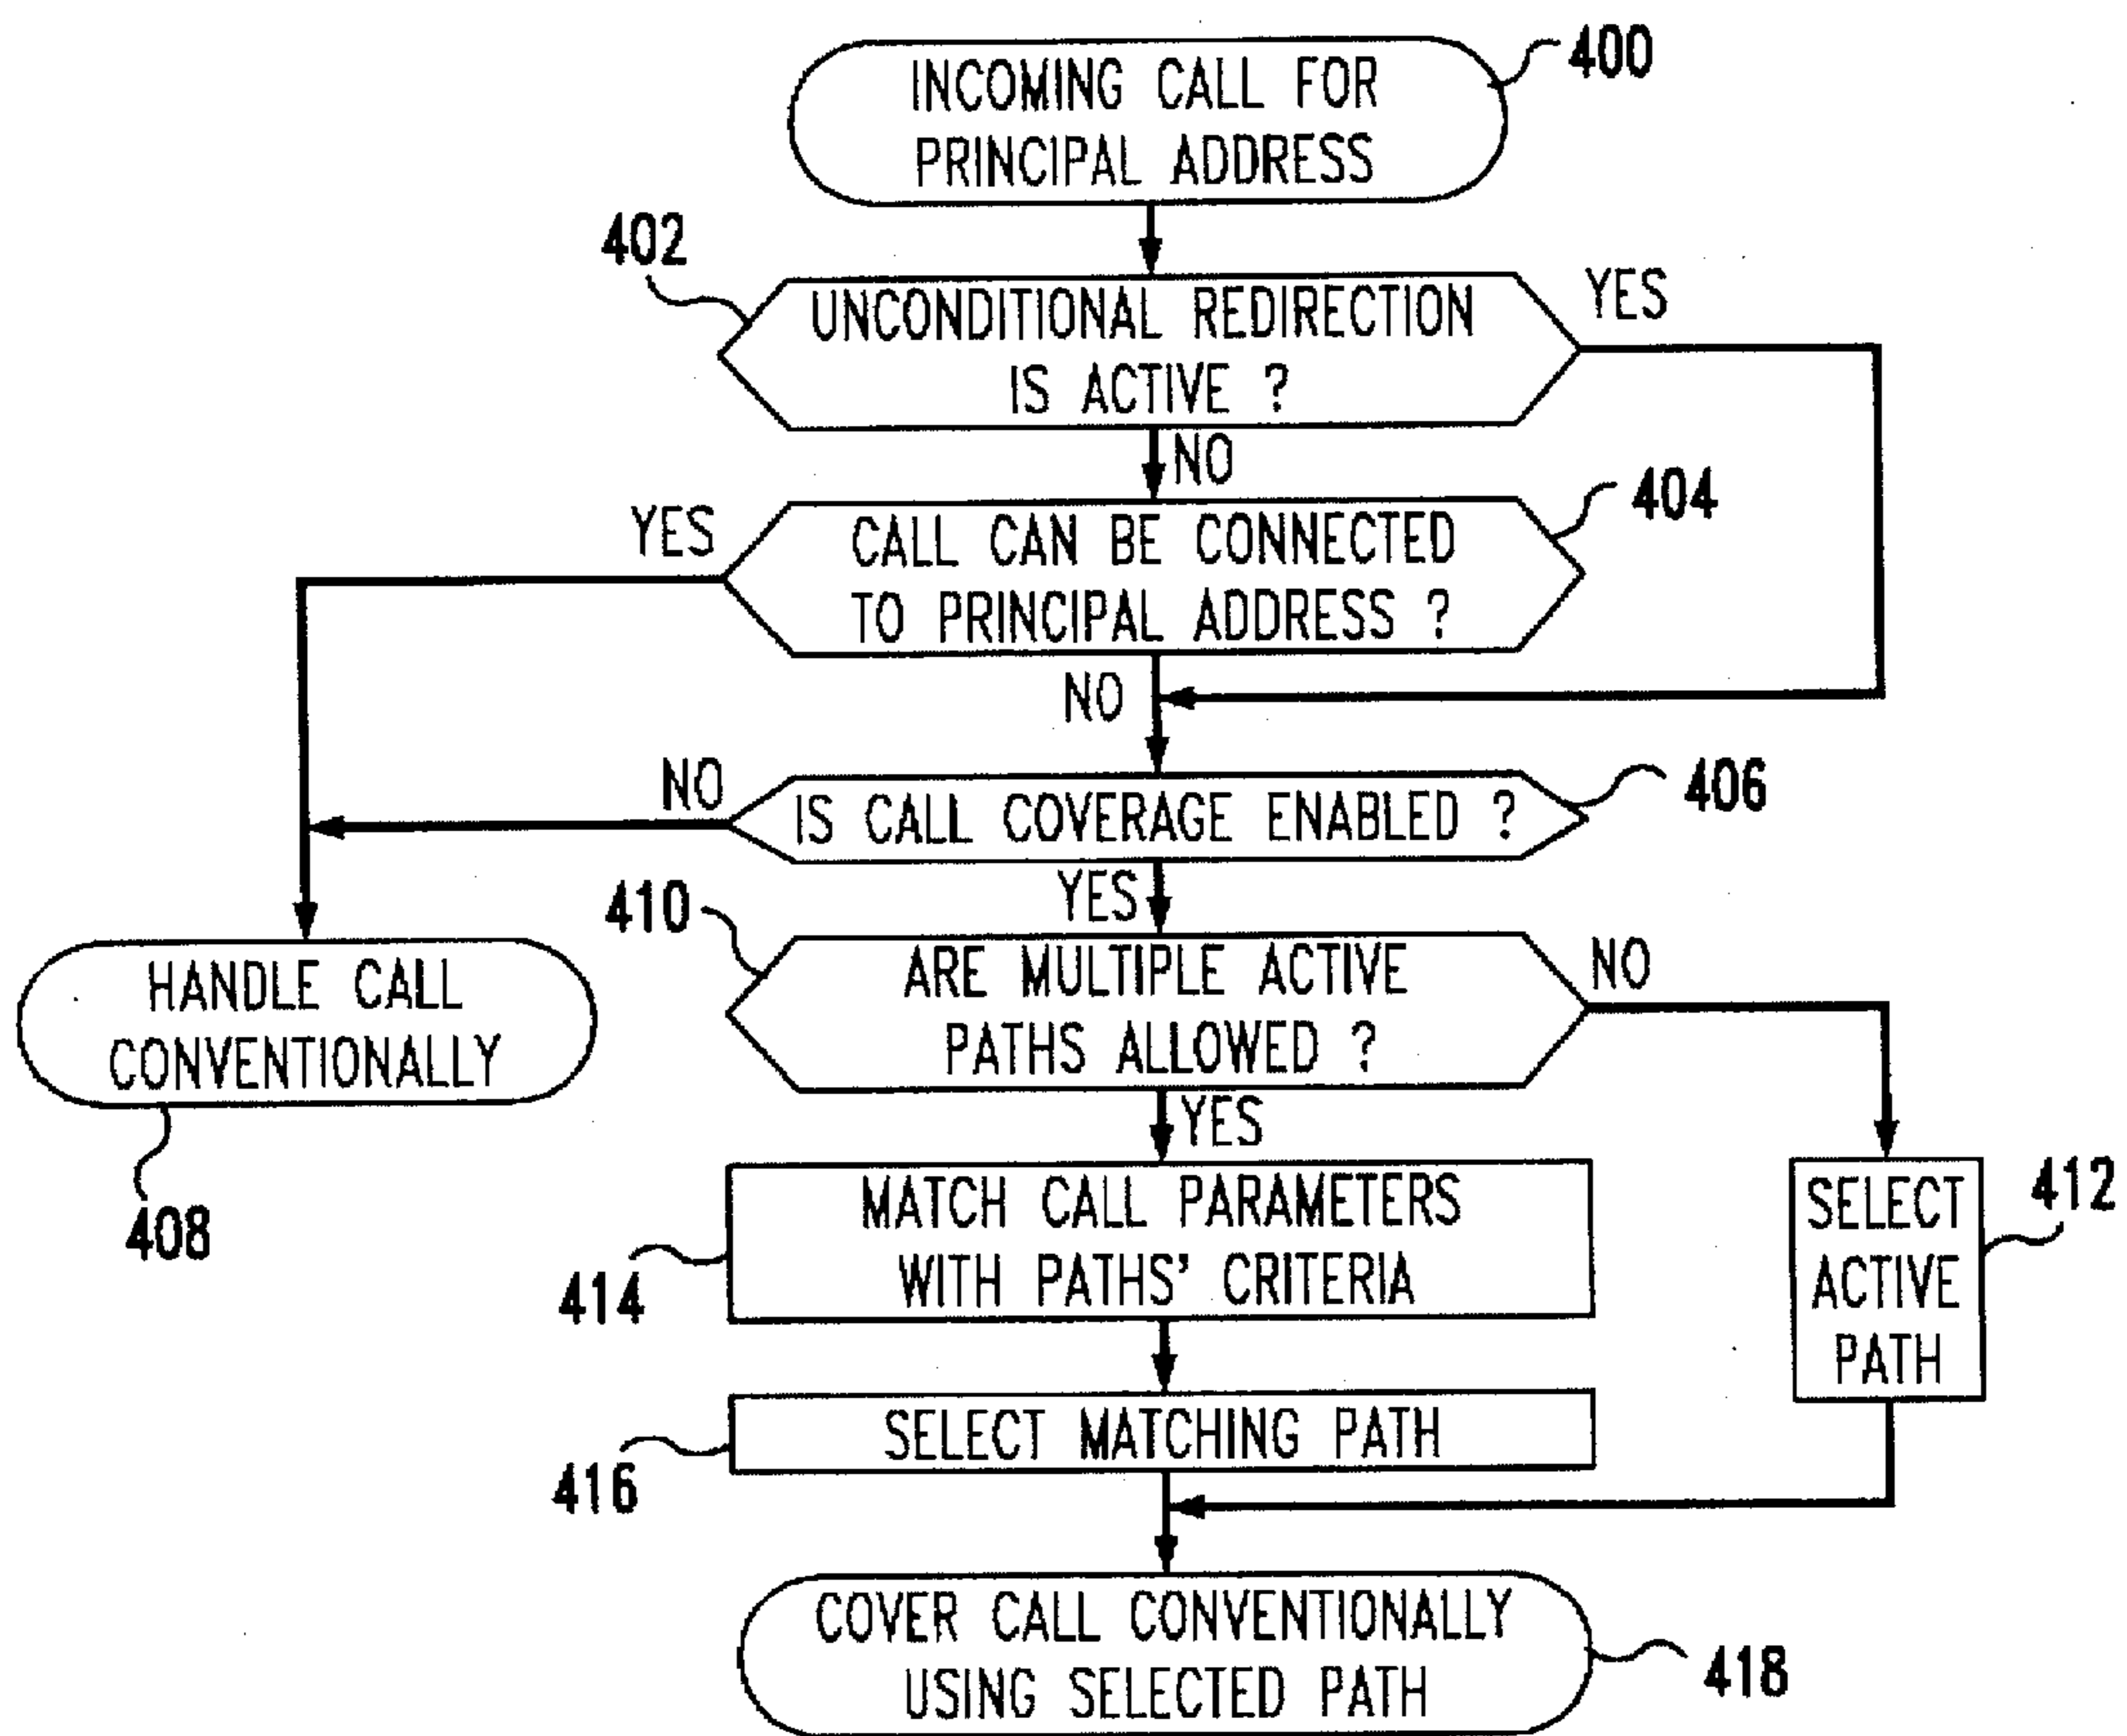 INCOMING CALL FOR
PRINCIPAL ADDRESS
400
402
UNCONDITIONAL REDIRECTION
IS ACTIVE ?
YES
NO
404
YES
CALL CAN BE CONNECTED
TO PRINCIPAL ADDRESS ?
NO
NO
IS CALL COVERAGE ENABLED ?
406
YES
410
ARE MULTIPLE ACTIVE
PATHS ALLOWED ?
NO
HANDLE CALL
CONVENTIONALLY
408
YES
MATCH CALL PARAMETERS
WITH PATHS' CRITERIA
414
SELECT
ACTIVE
PATH
412
SELECT MATCHING PATH
416
COVER CALL CONVENTIONALLY
USING SELECTED PATH
418